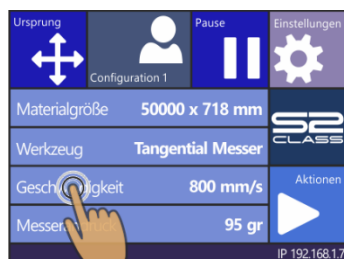 Ursprung
Configuration 1
Pause
Einstellungen
Materialgröße 50000 x 718 mm
S2
CLASS
Werkzeug Tangential Messer
800 mm/s
Aktionen
95 gr
IP 192.168.1.7